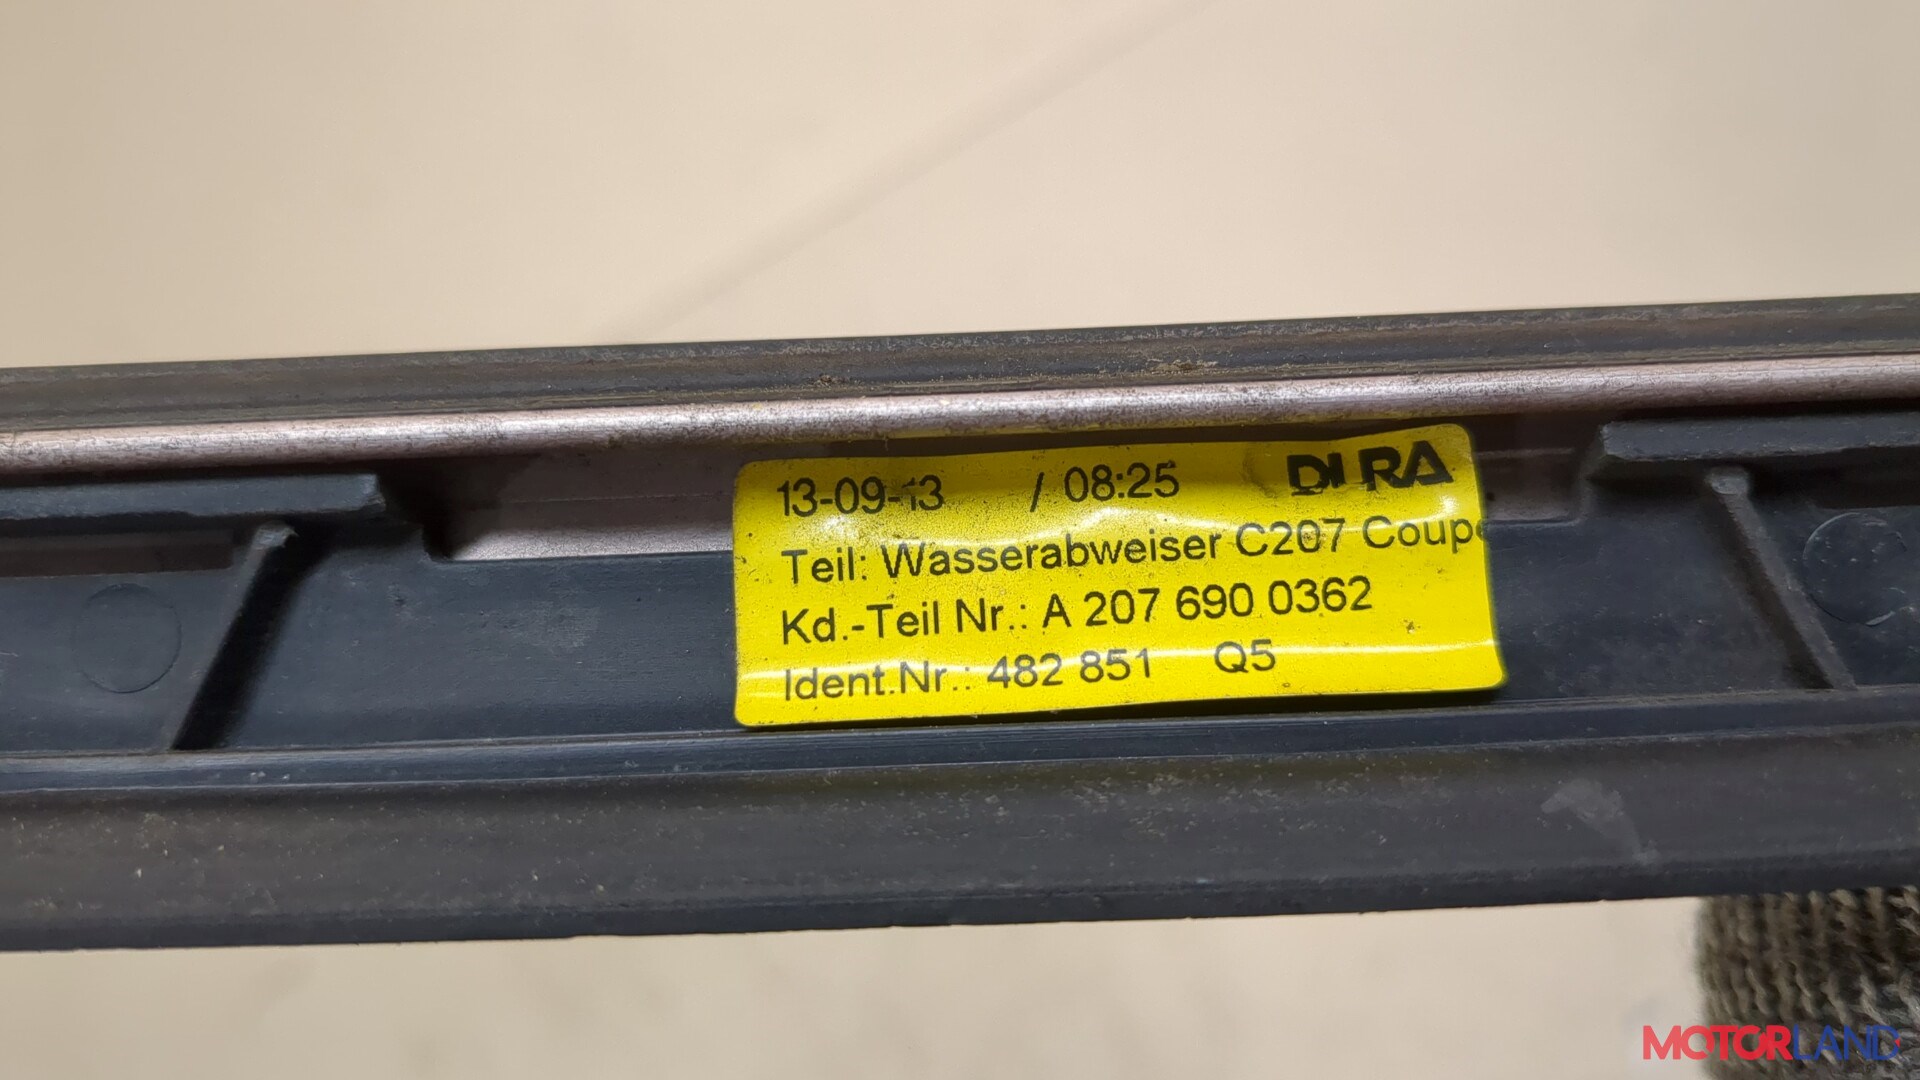 13-09-13 / 08:25 DURA
Teil: Wasserabweiser C207 Coupe
Kd.-Teil Nr.: A 207 690 0362
Ident.Nr.: 482 851 Q5
MOTORLAND